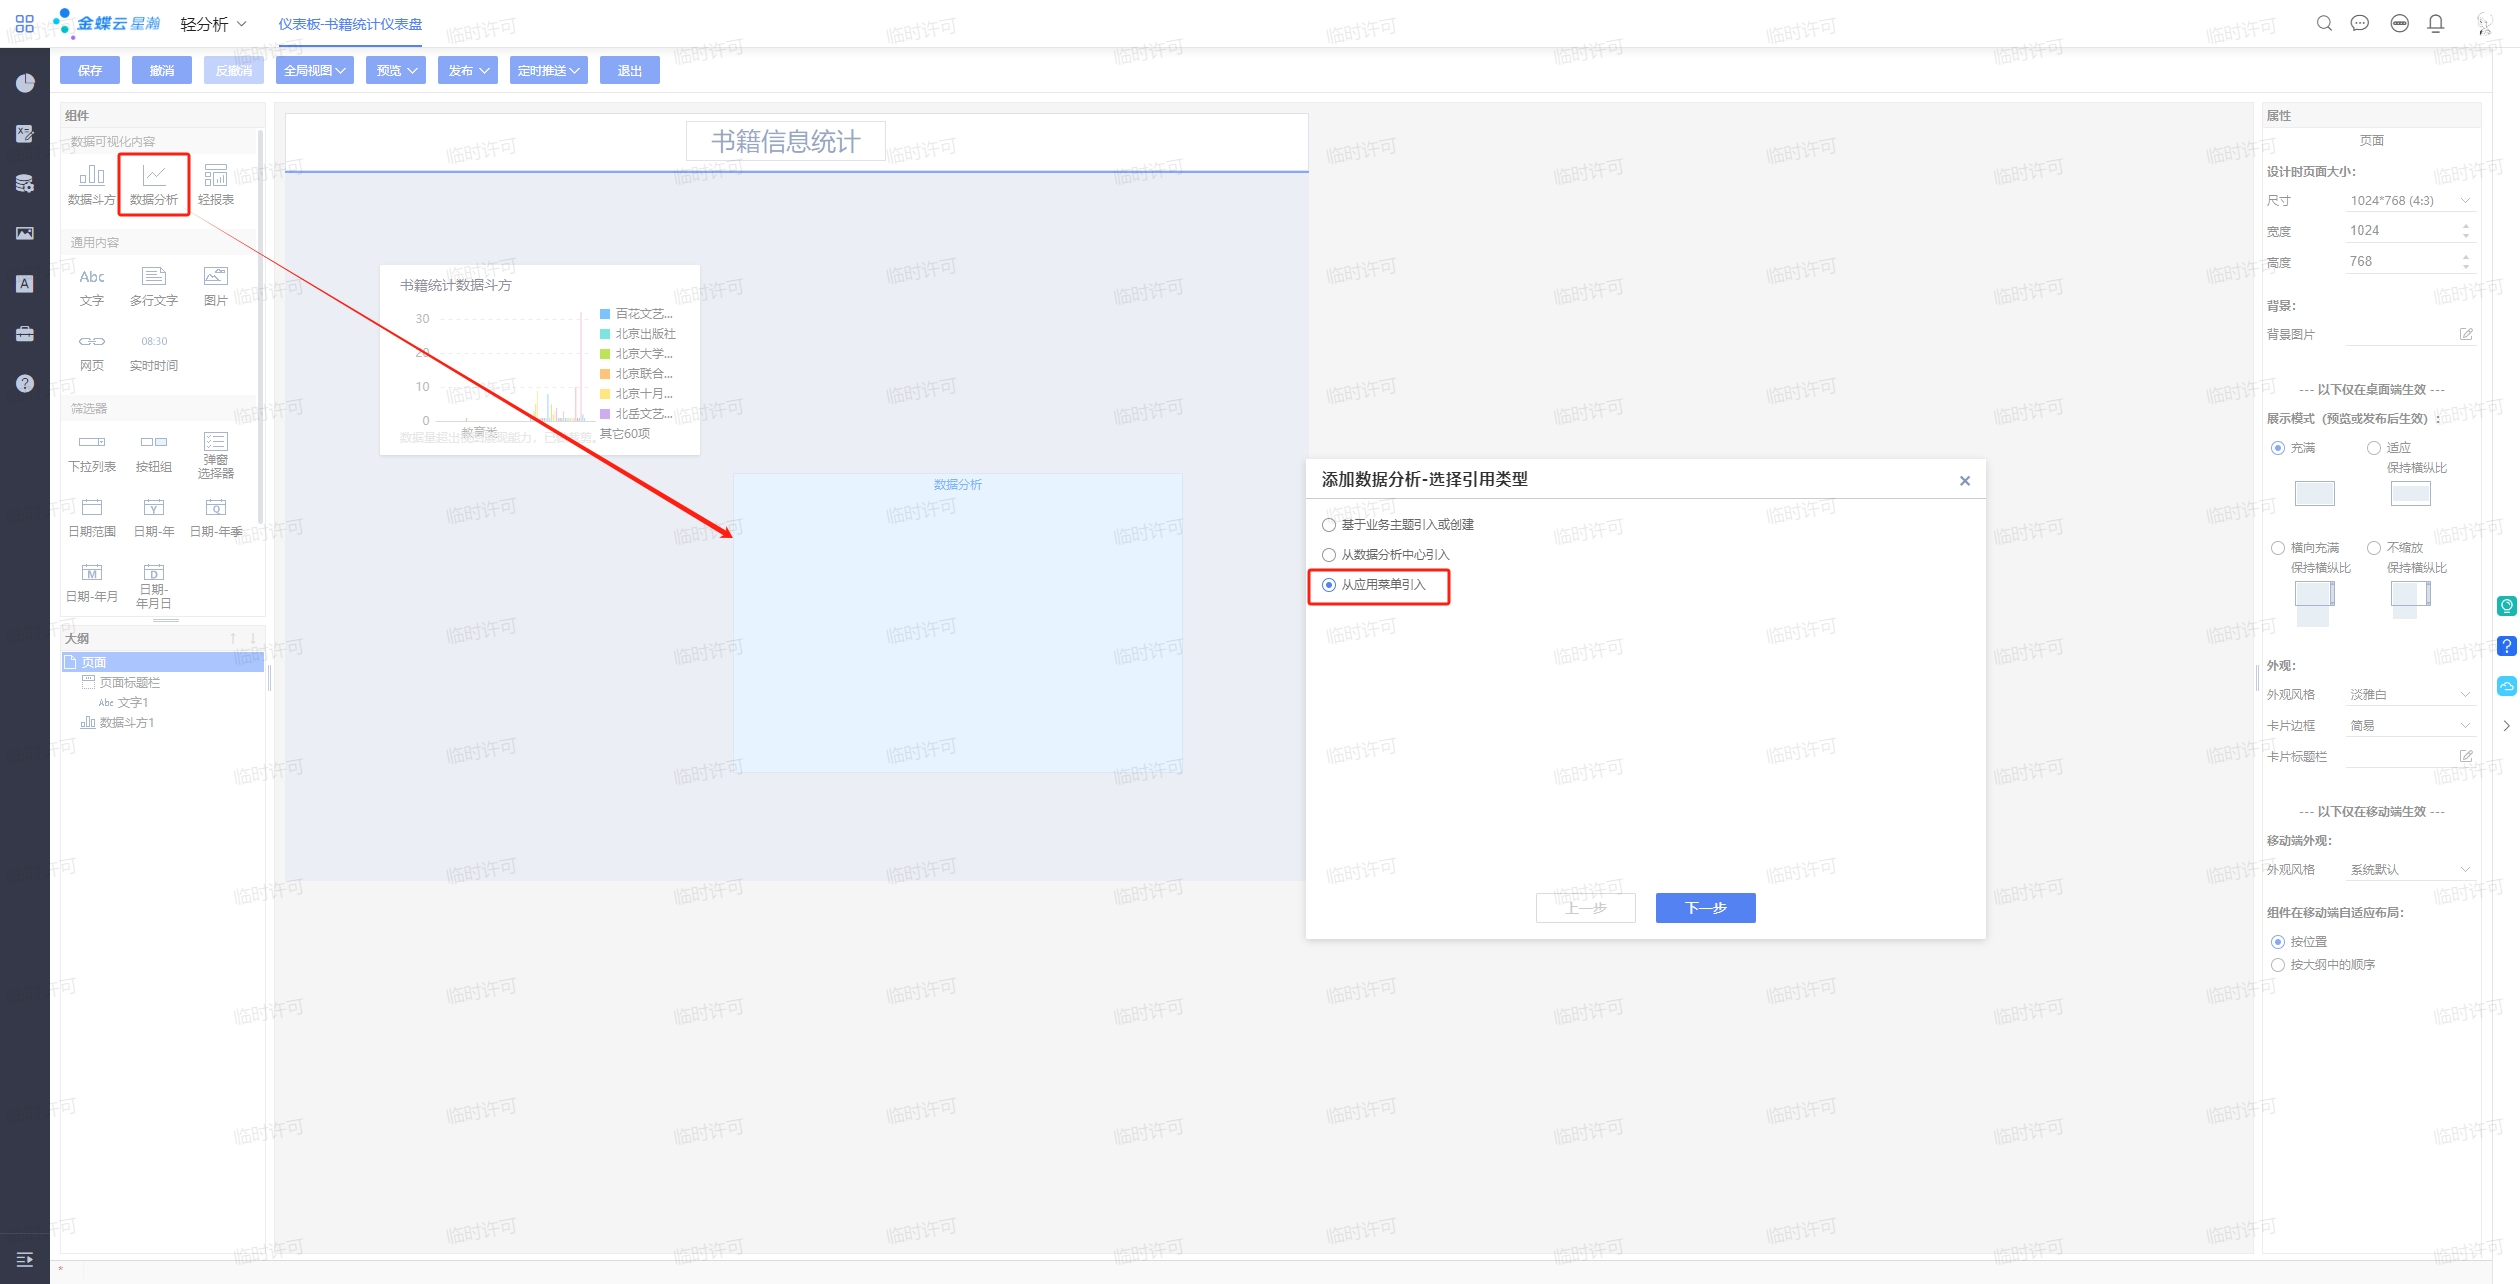 金蝶云星瀚
轻分析
仪表板-书籍统计仪表盘
保存
撤消
反撤消
全局视图
预览
发布
定时推送
退出
组件
数据可视化内容
数据斗方
数据分析
轻报表
通用内容
Abc
文字
多行文字
图片
网页
08:30
实时时间
筛选器
下拉列表
按钮组
弹窗
选择器
日期范围
Y
日期-年
Q
日期-年季
M
日期-年月
D
日期-
年月日
大纲
页面
页面标题栏
Abc 文字1
数据斗方1
书籍信息统计
书籍统计数据斗方
30
20
10
0
教育类
百花文艺...
北京出版社
北京大学...
北京联合...
北京十月...
北岳文艺...
其它60项
数据分析
添加数据分析-选择引用类型
基于业务主题引入或创建
从数据分析中心引入
从应用菜单引入
上一步
下一步
属性
页面
设计时页面大小:
尺寸
1024*768 (4:3)
宽度
1024
高度
768
背景:
背景图片
--- 以下仅在桌面端生效 ---
展示模式（预览或发布后生效）:
充满
适应
保持横纵比
横向充满
保持横纵比
不缩放
保持横纵比
外观:
外观风格
淡雅白
卡片边框
简易
卡片标题栏
--- 以下仅在移动端生效 ---
移动端外观:
外观风格
系统默认
组件在移动端自适应布局:
按位置
按大纲中的顺序
临时许可